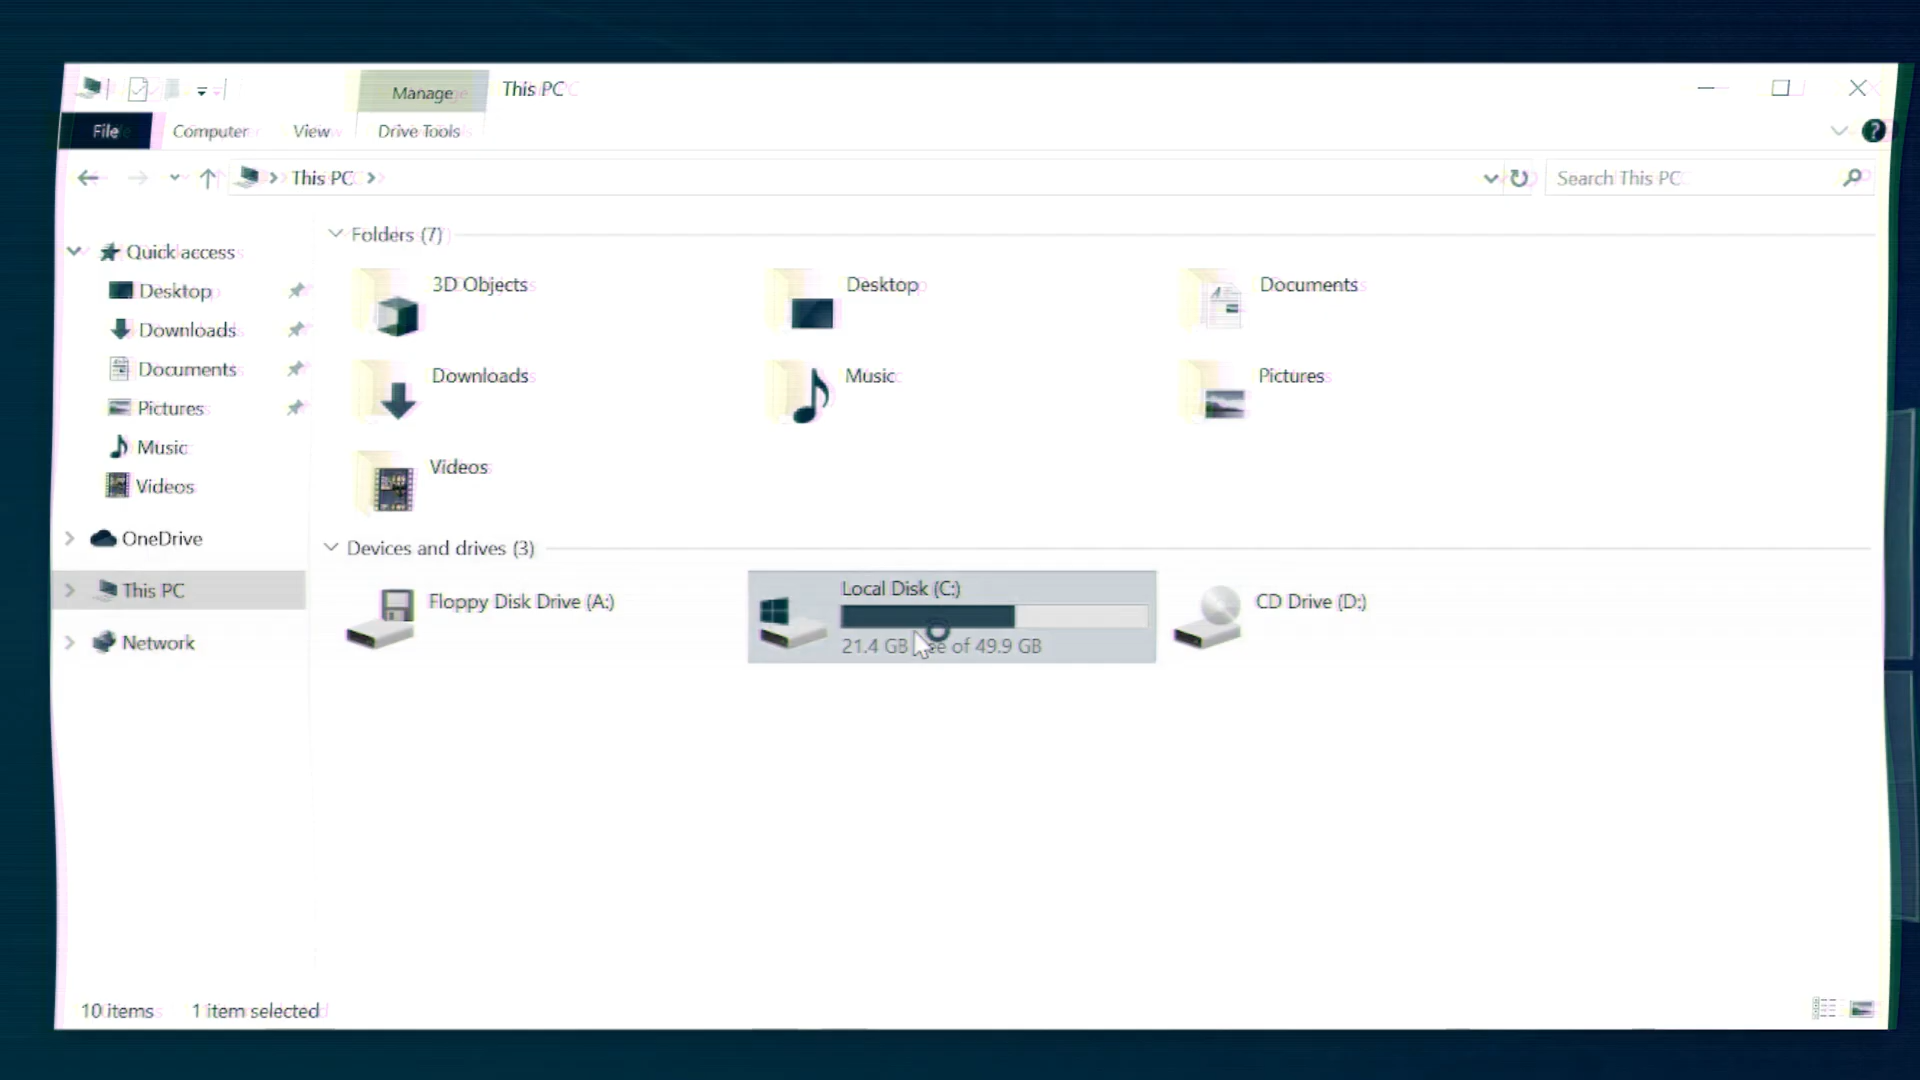 Manage
This PC
File
Computer
View
Drive Tools
This PC
Search This PC
Quick access
Desktop
Downloads
Documents
Pictures
Music
Videos
OneDrive
This PC
Network
Folders (7)
3D Objects
Desktop
Documents
Downloads
Music
Pictures
Videos
Devices and drives (3)
Floppy Disk Drive (A:)
Local Disk (C:)
21.4 GB free of 49.9 GB
CD Drive (D:)
10 items
1 item selected